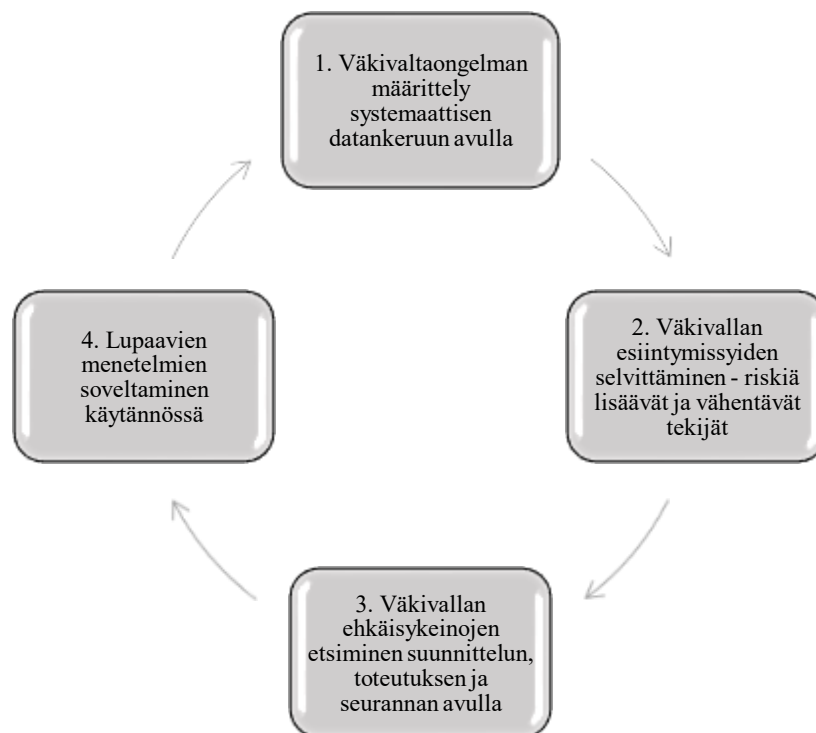 1. Väkivaltaongelman
määrittely
systemaattisen
datankeruun avulla
2. Väkivallan
esiintymissyiden
selvittäminen - riskiä
lisäävät ja vähentävät
tekijät
3. Väkivallan
ehkäisykeinojen
etsiminen suunnittelun,
toteutuksen ja
seurannan avulla
4. Lupaavien
menetelmien
soveltaminen
käytännössä